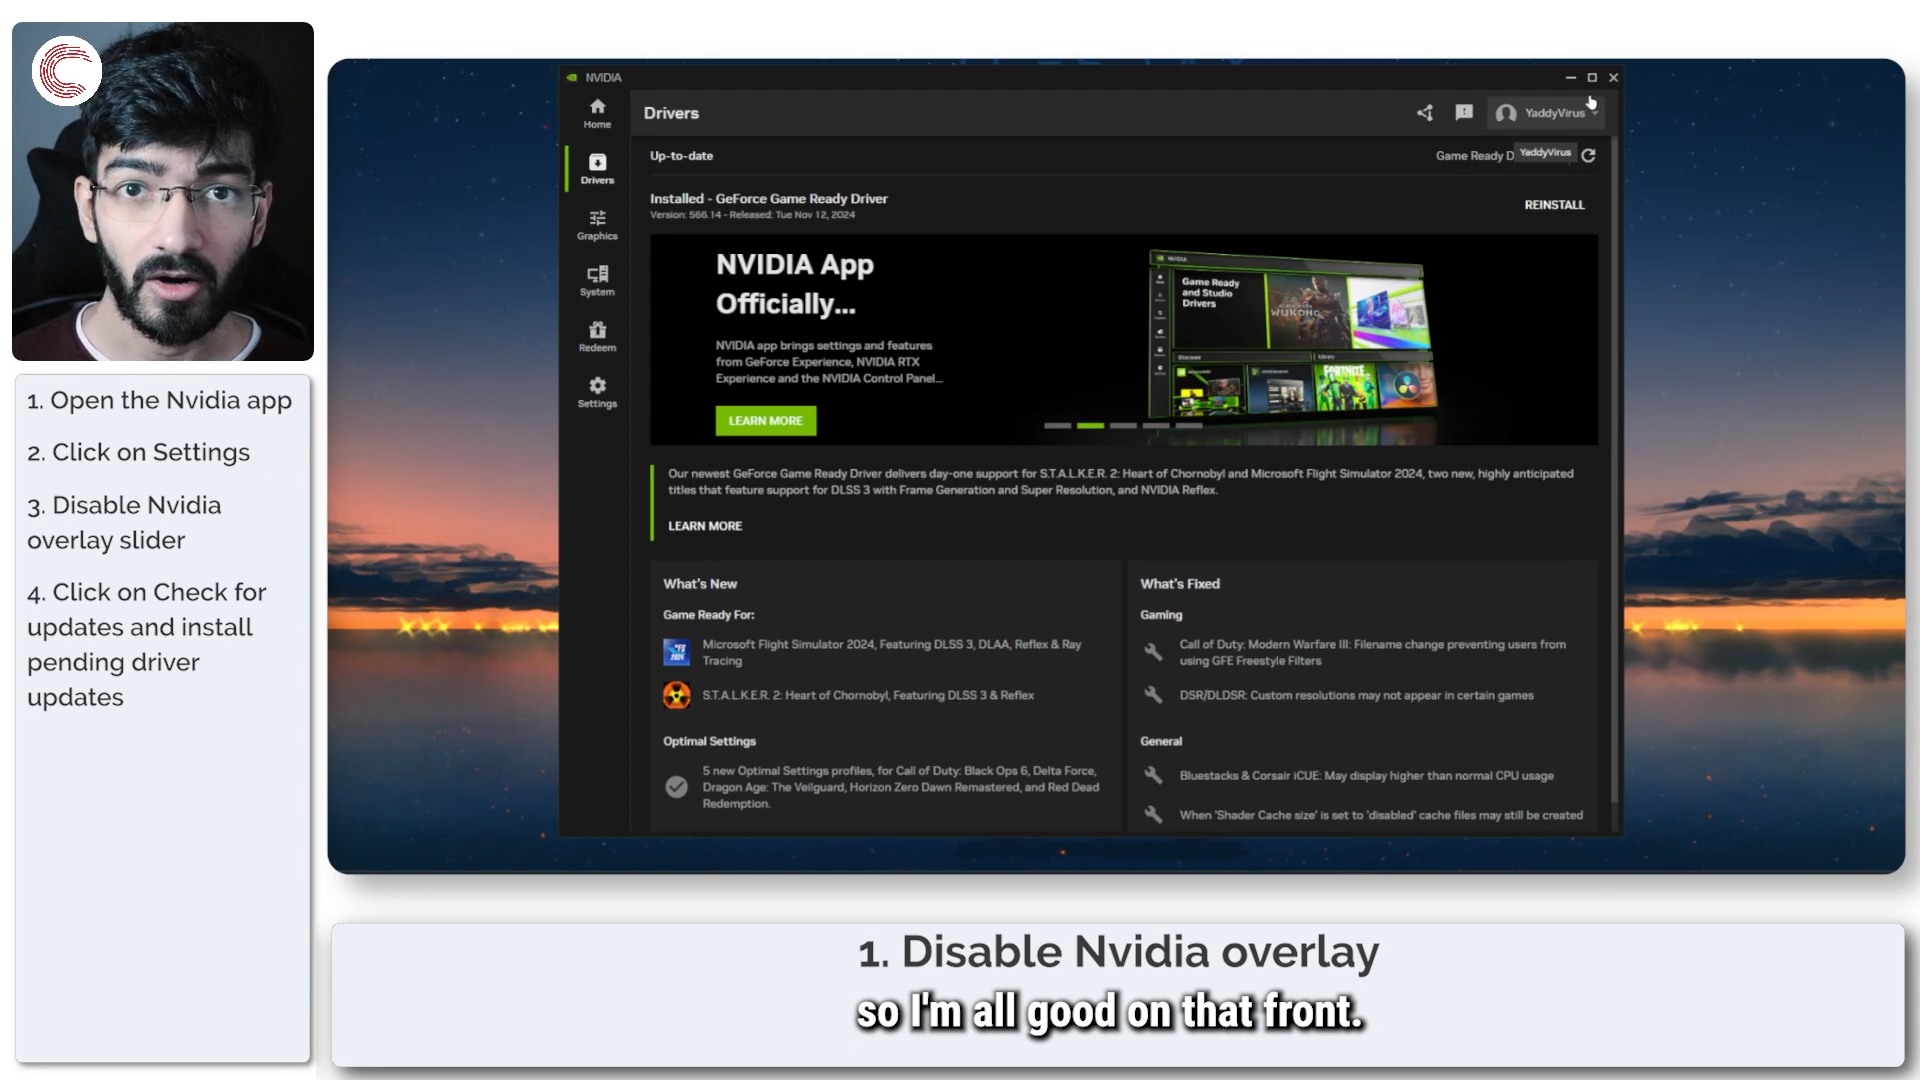 1. Open the Nvidia app
2. Click on Settings
3. Disable Nvidia
overlay slider
4. Click on Check for
updates and install
pending driver
updates
NVIDIA
Home
Drivers
Graphics
System
Redeem
Settings
Drivers
YaddyVirus
Up-to-date
Game Ready D
YaddyVirus
Installed - GeForce Game Ready Driver
Version: 566.14 - Released: Tue Nov 12, 2024
REINSTALL
NVIDIA App
Officially...
NVIDIA app brings settings and features
from GeForce Experience, NVIDIA RTX
Experience and the NVIDIA Control Panel...
LEARN MORE
NVIDIA
Game Ready
and Studio
Drivers
WUKONG
Discover
Library
FORTNITE
Our newest GeForce Game Ready Driver delivers day-one support for S.T.A.L.K.E.R. 2: Heart of Chornobyl and Microsoft Flight Simulator 2024, two new, highly anticipated
titles that feature support for DLSS 3 with Frame Generation and Super Resolution, and NVIDIA Reflex.
LEARN MORE
What's New
Game Ready For:
Microsoft Flight Simulator 2024, Featuring DLSS 3, DLAA, Reflex & Ray
Tracing
S.T.A.L.K.E.R. 2: Heart of Chornobyl, Featuring DLSS 3 & Reflex
Optimal Settings
5 new Optimal Settings profiles, for Call of Duty: Black Ops 6, Delta Force,
Dragon Age: The Veilguard, Horizon Zero Dawn Remastered, and Red Dead
Redemption.
What's Fixed
Gaming
Call of Duty: Modern Warfare III: Filename change preventing users from
using GFE Freestyle Filters
DSR/DLDSR: Custom resolutions may not appear in certain games
General
Bluestacks & Corsair iCUE: May display higher than normal CPU usage
When 'Shader Cache size' is set to 'disabled' cache files may still be created
1. Disable Nvidia overlay
so I'm all good on that front.